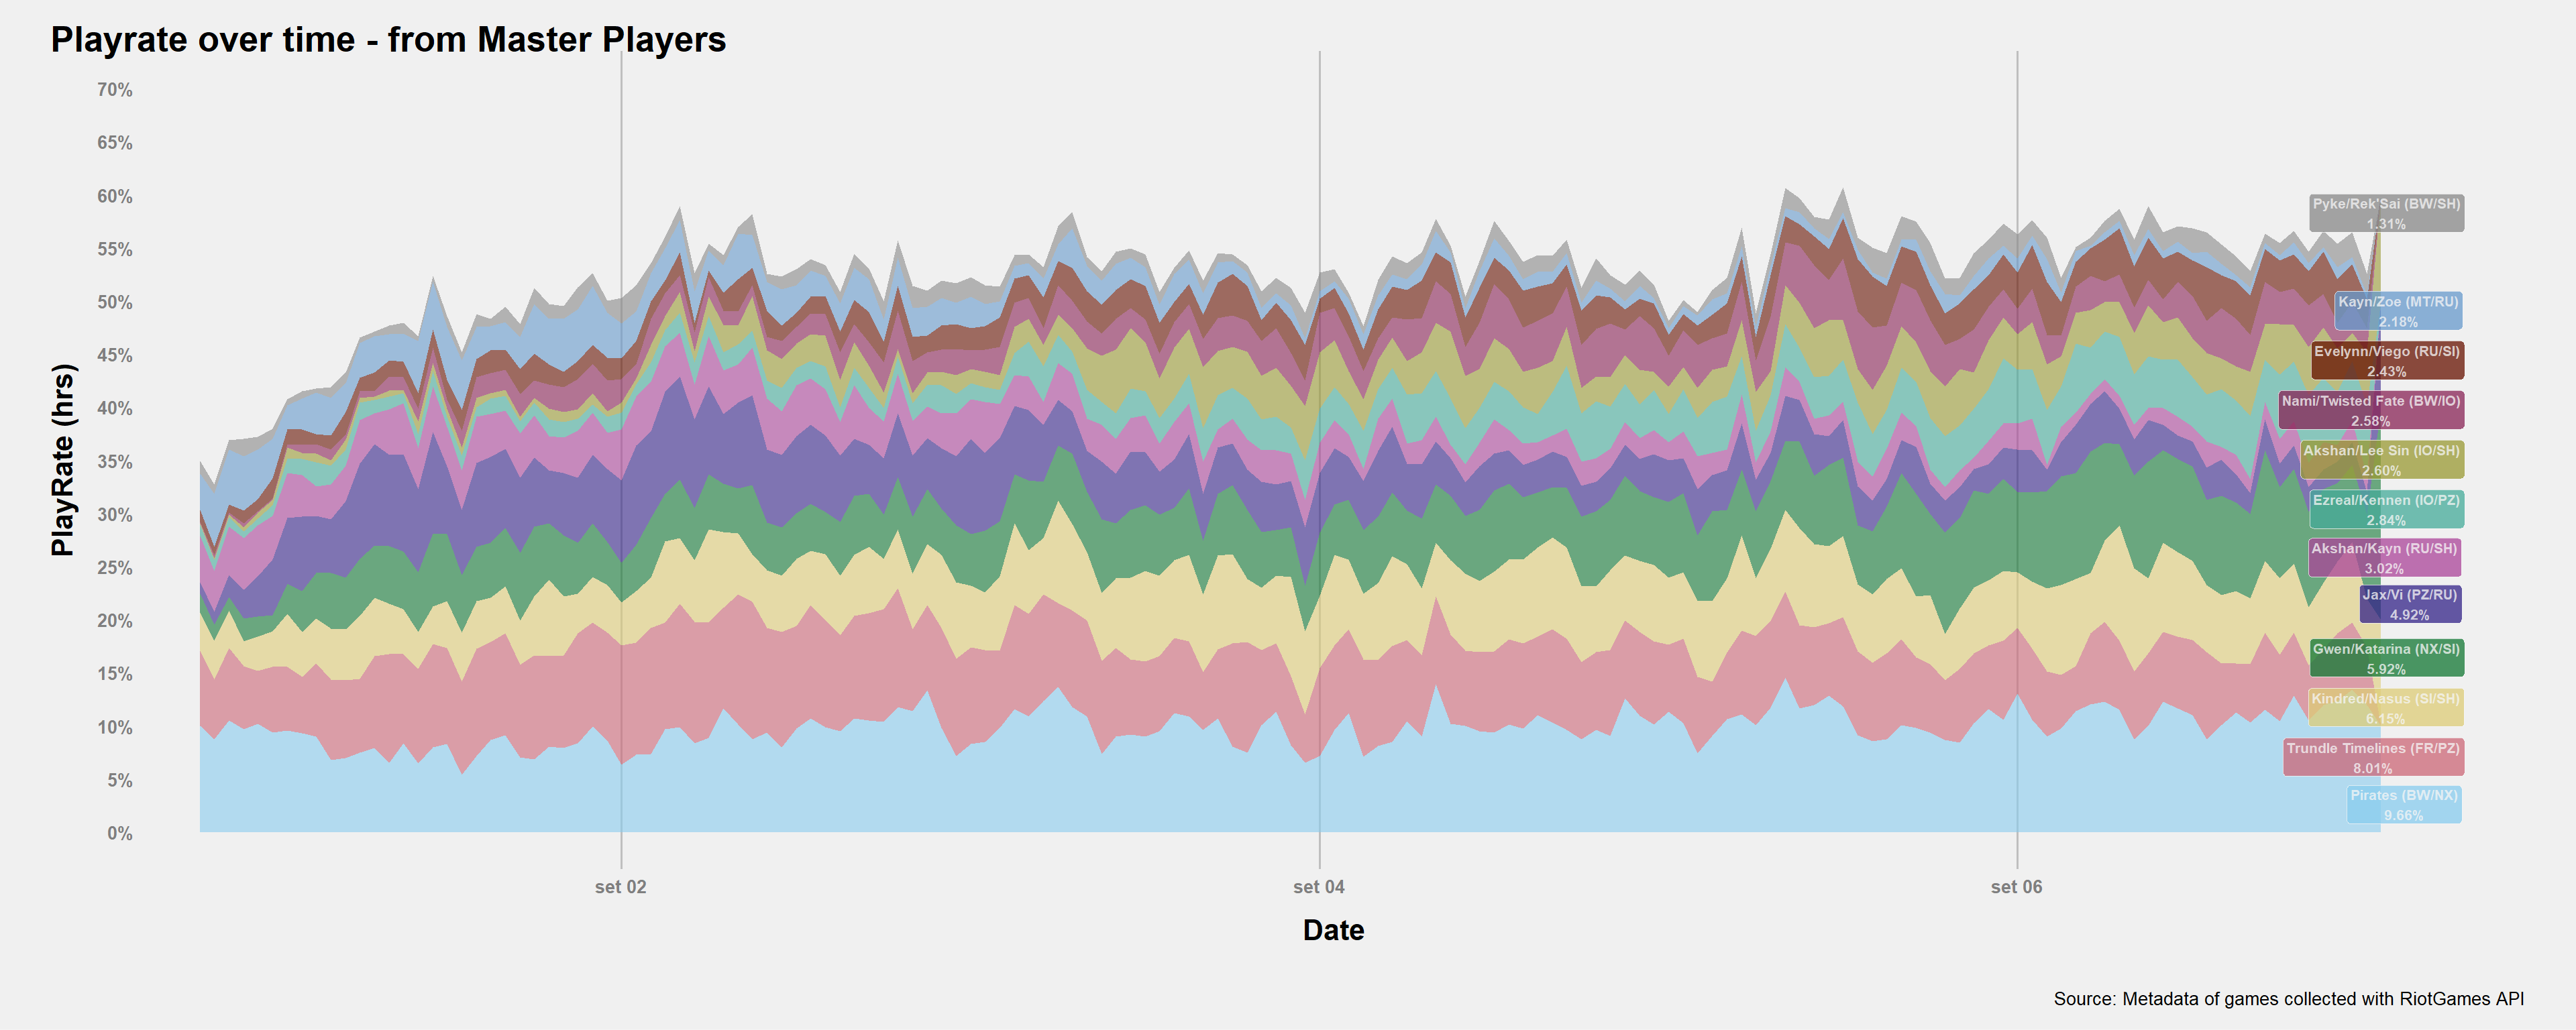 Playrate over time - from Master Players
70%
65%
60%
55%
50%
45%
40%
35%
30%
25%
20%
15%
10%
5%
0%
PlayRate (hrs)
Pyke/Rek'Sai (BW/SH)
1.31%
Kayn/Zoe (MT/RU)
2.18%
Evelynn/Viego (RU/SI)
2.43%
Nami/Twisted Fate (BW/IO)
2.58%
Akshan/Lee Sin (IO/SH)
2.60%
Ezreal/Kennen (IO/PZ)
2.84%
Akshan/Kayn (RU/SH)
3.02%
Jax/Vi (PZ/RU)
4.92%
Gwen/Katarina (NX/SI)
5.92%
Kindred/Nasus (SI/SH)
6.15%
Trundle Timelines (FR/PZ)
8.01%
Pirates (BW/NX)
9.66%
set 02
set 04
set 06
Date
Source: Metadata of games collected with RiotGames API